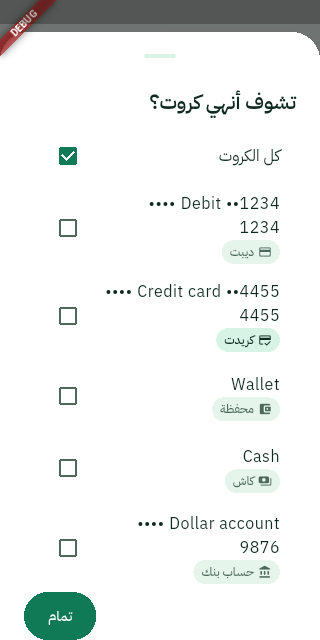 DEBUG
تشوف أنهي كروت؟
كل الكروت
•••• Debit ••1234
1234
ديبت
•••• Credit card ••4455
4455
كريدت
Wallet
محفظة
Cash
كاش
•••• Dollar account
9876
حساب بنك
تمام